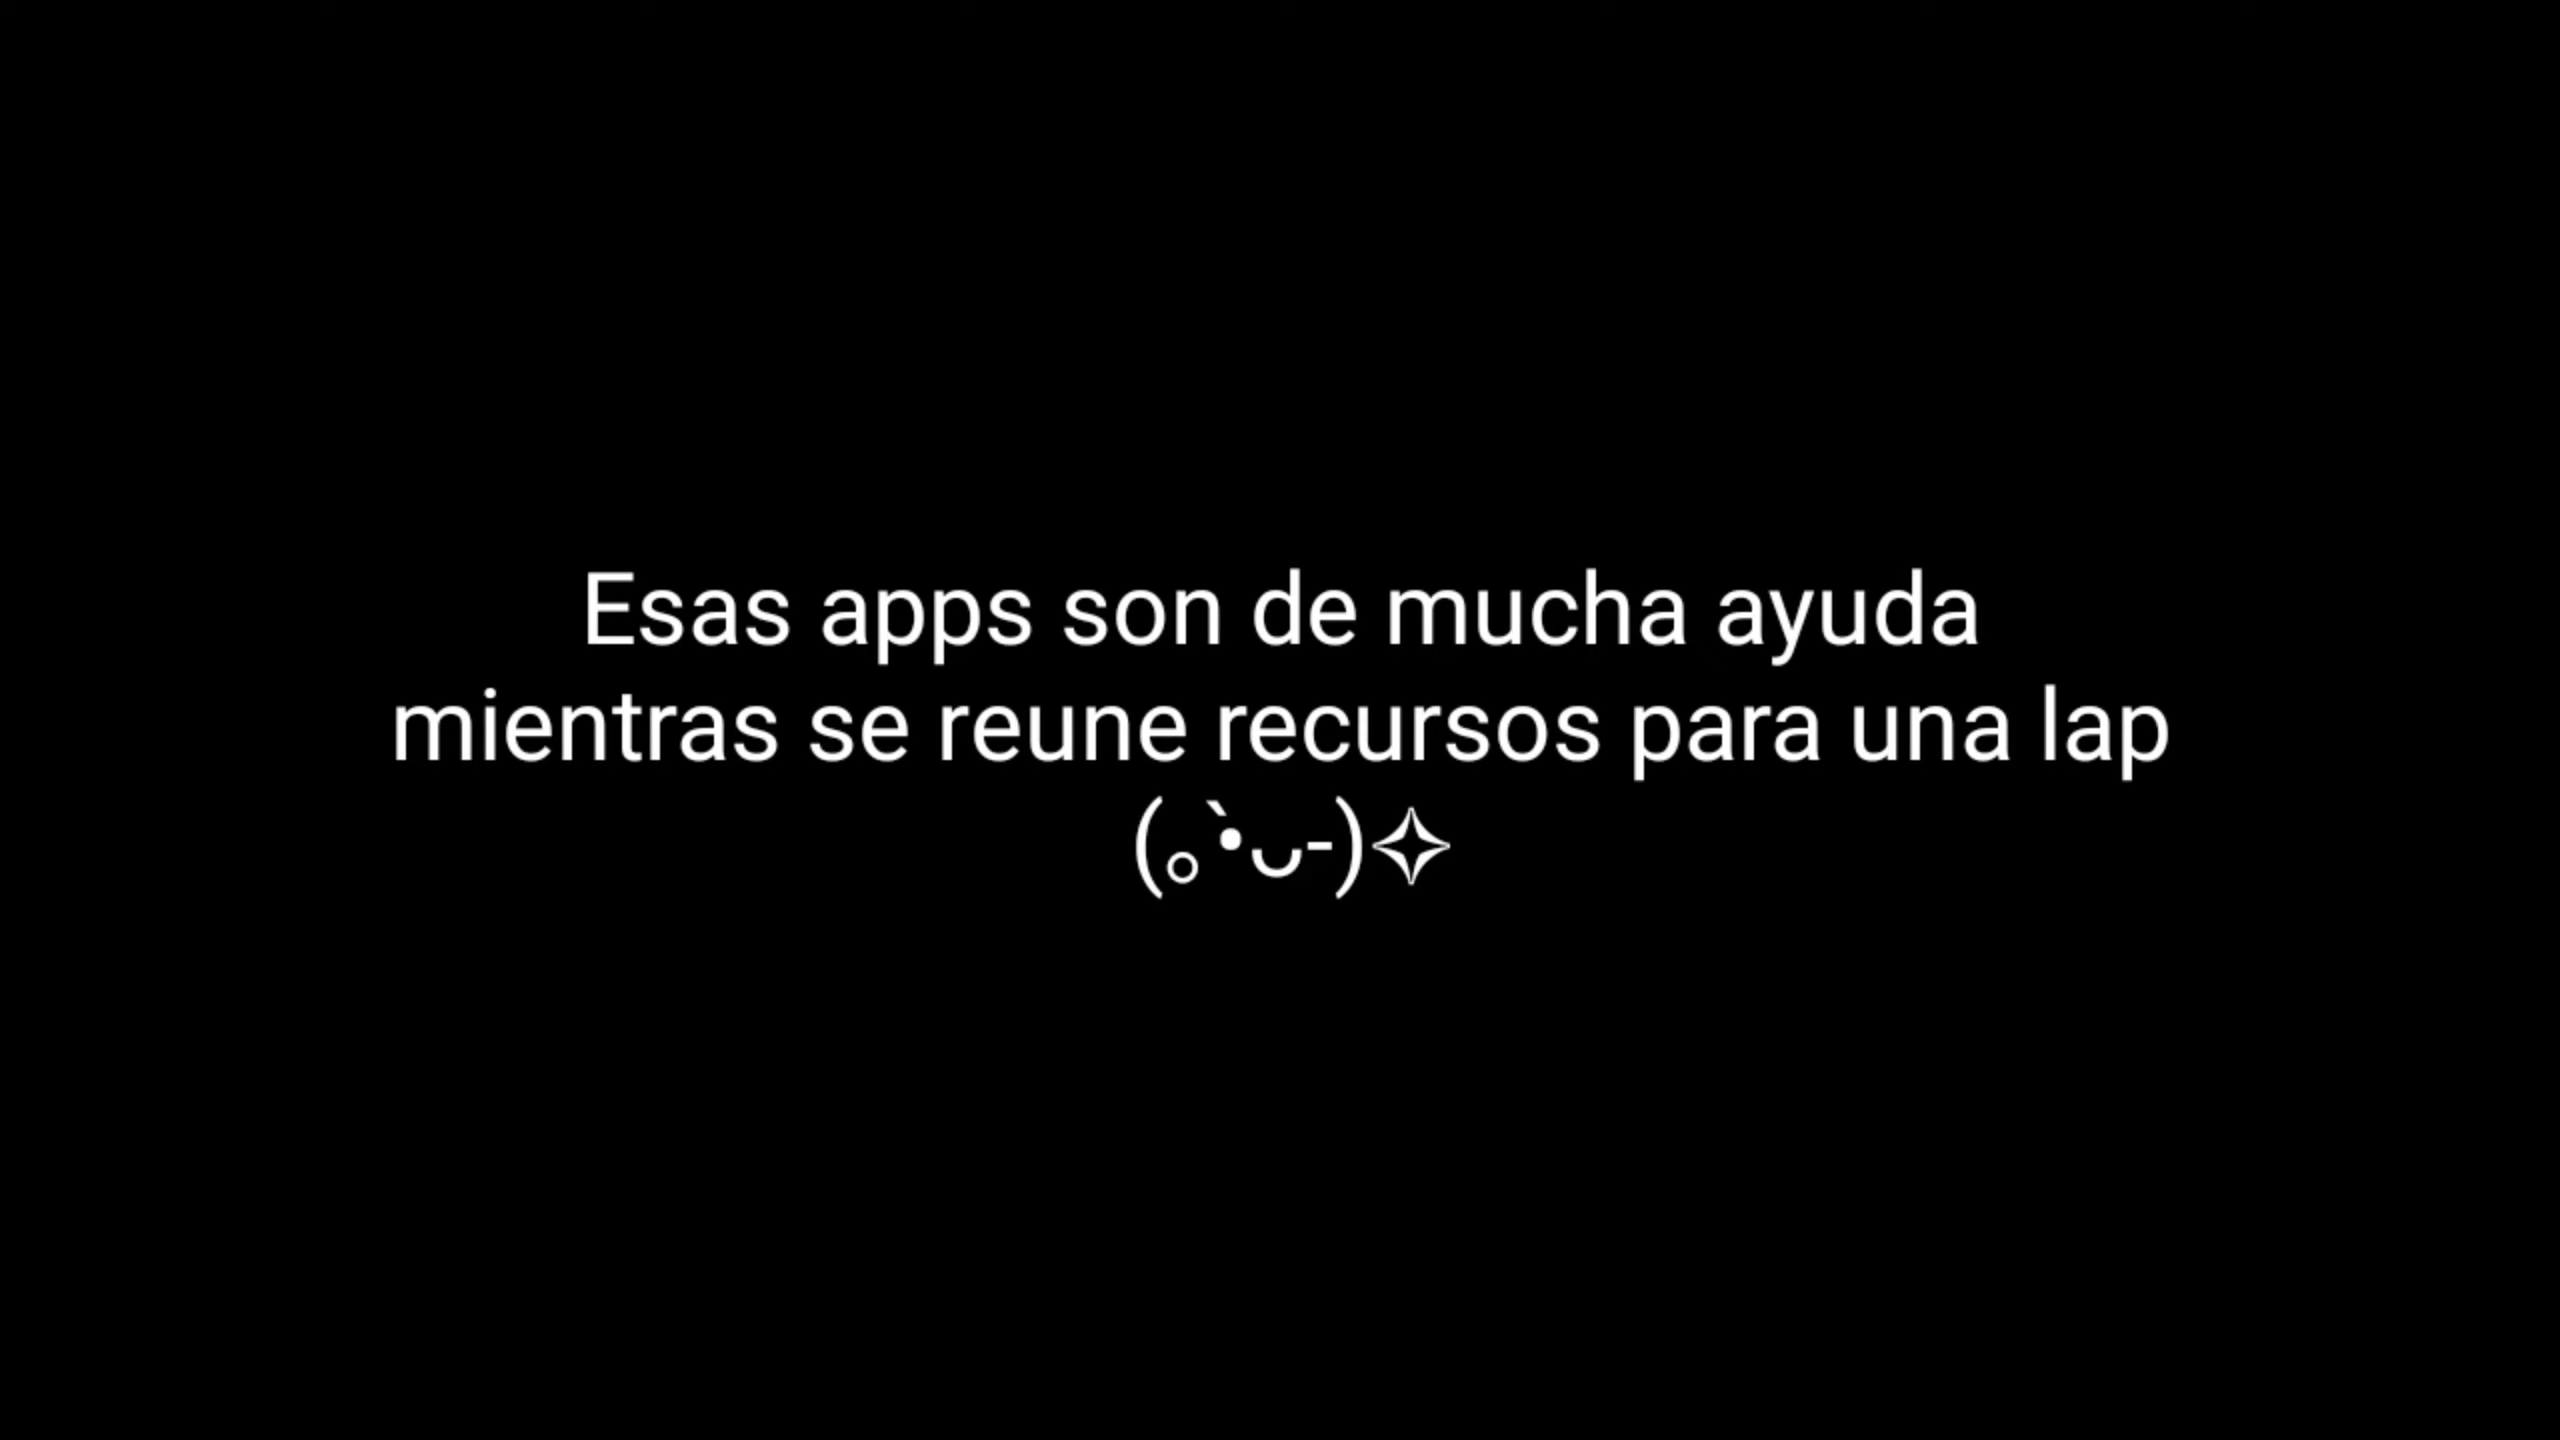 Esas apps son de mucha ayuda
mientras se reune recursos para una lap
(｡•̀ᴗ-)✧